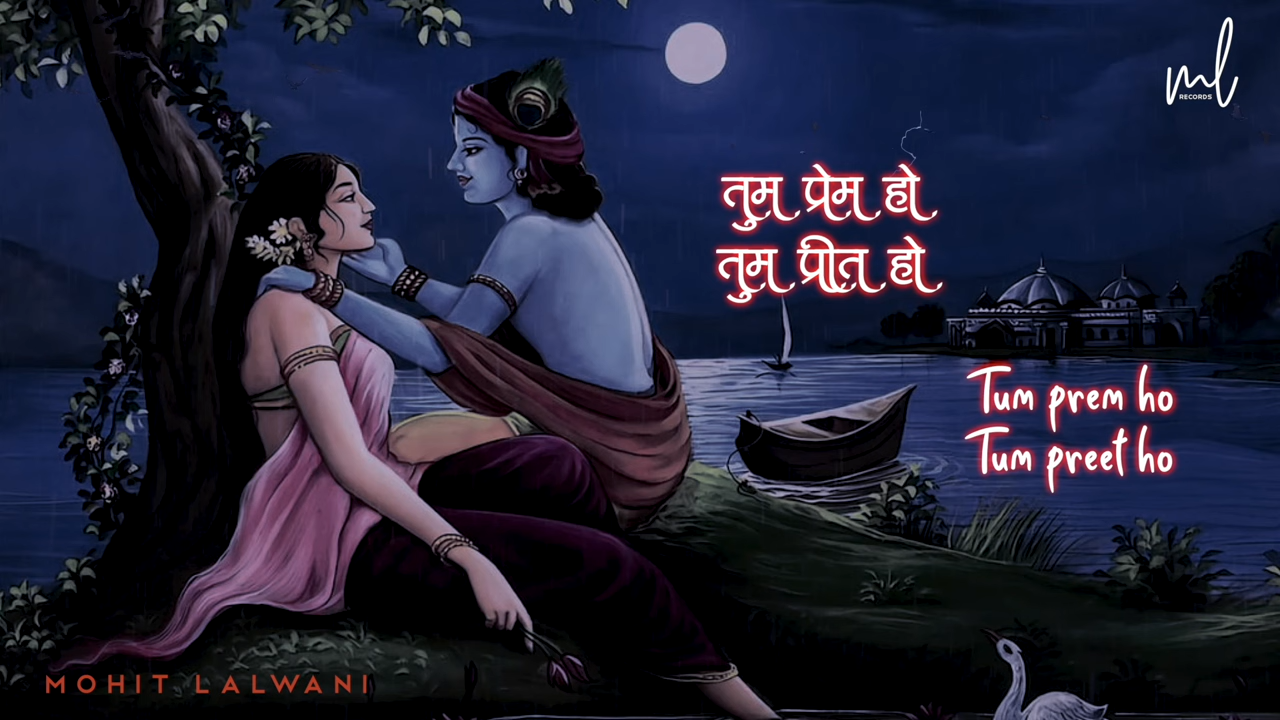 ml
RECORDS
तुम प्रेम हो
तुम प्रीत हो
Tum prem ho
Tum preet ho
MOHIT LALWANI